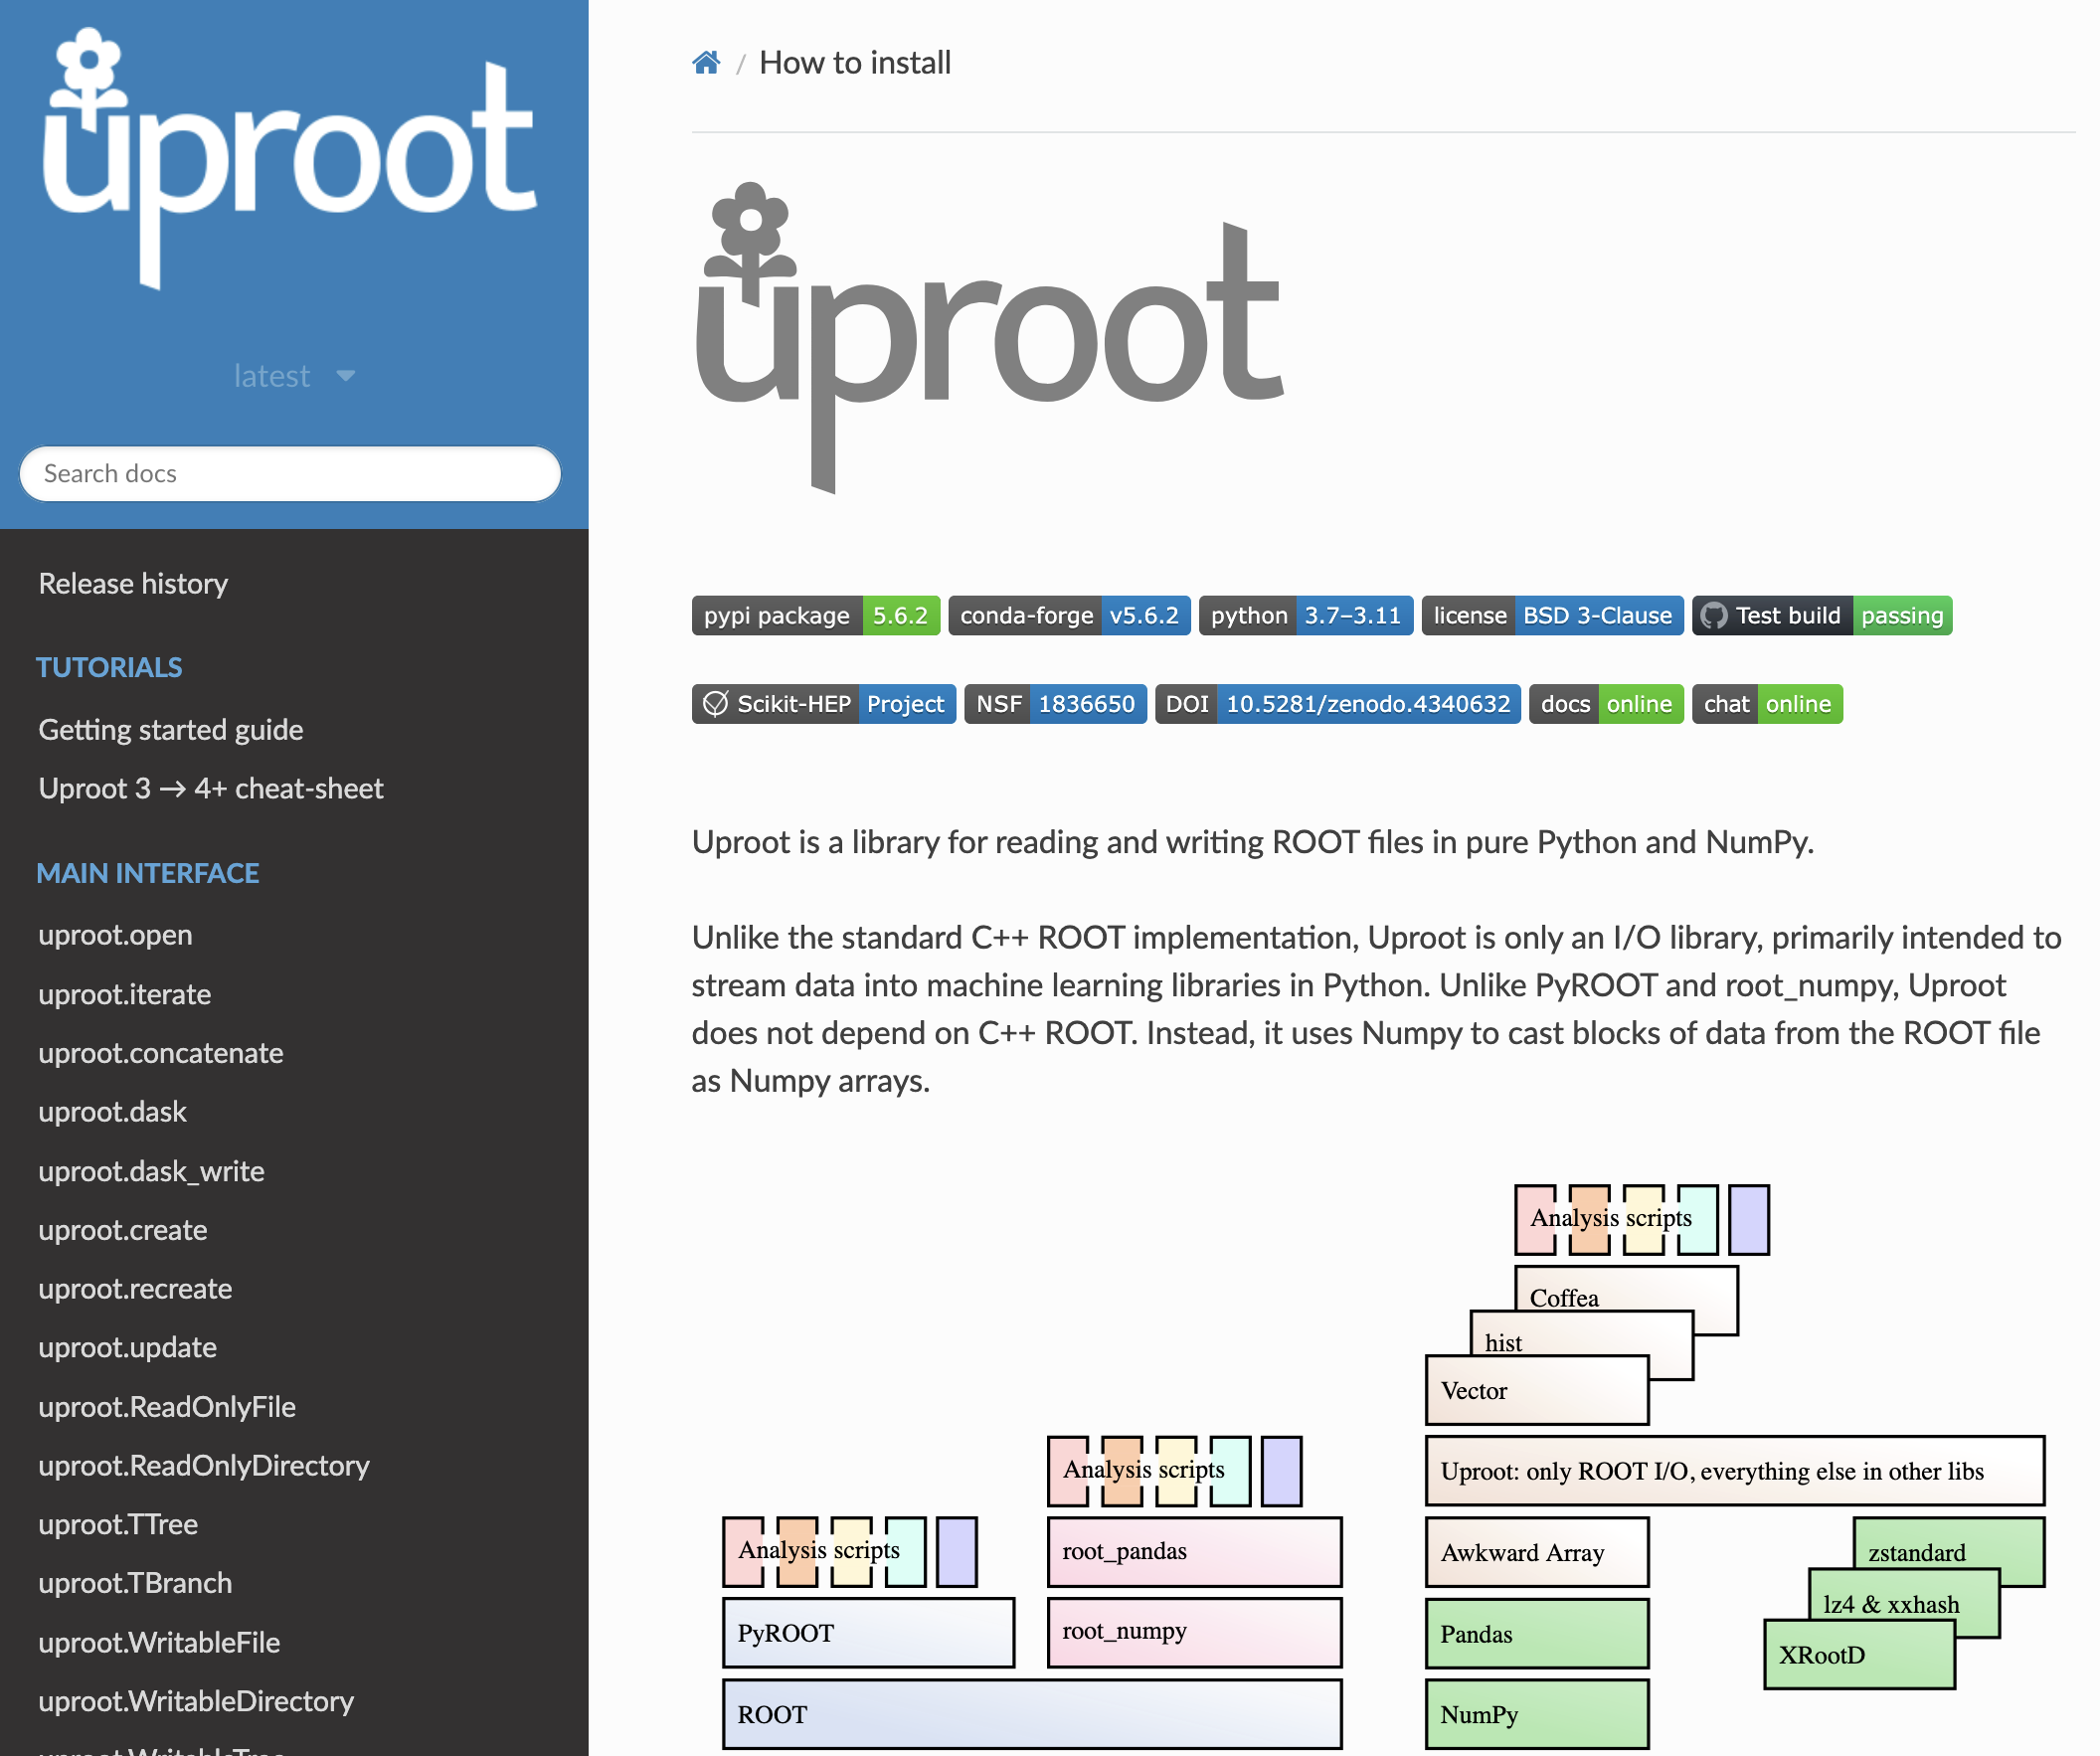 uproot
latest
Search docs
Release history
TUTORIALS
Getting started guide
Uproot 3 → 4+ cheat-sheet
MAIN INTERFACE
uproot.open
uproot.iterate
uproot.concatenate
uproot.dask
uproot.dask_write
uproot.create
uproot.recreate
uproot.update
uproot.ReadOnlyFile
uproot.ReadOnlyDirectory
uproot.TTree
uproot.TBranch
uproot.WritableFile
uproot.WritableDirectory
/ How to install
uproot
pypi package 5.6.2 conda-forge v5.6.2 python 3.7–3.11 license BSD 3-Clause Test build passing
Scikit-HEP Project NSF 1836650 DOI 10.5281/zenodo.4340632 docs online chat online
Uproot is a library for reading and writing ROOT files in pure Python and NumPy.
Unlike the standard C++ ROOT implementation, Uproot is only an I/O library, primarily intended to
stream data into machine learning libraries in Python. Unlike PyROOT and root_numpy, Uproot
does not depend on C++ ROOT. Instead, it uses Numpy to cast blocks of data from the ROOT file
as Numpy arrays.
Analysis scripts
PyROOT
ROOT
Analysis scripts
root_pandas
root_numpy
Analysis scripts
Coffea
hist
Vector
Uproot: only ROOT I/O, everything else in other libs
Awkward Array
Pandas
NumPy
zstandard
lz4 & xxhash
XRootD